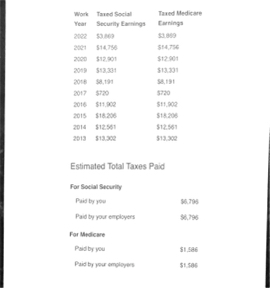 Work Taxed Social Taxed Medicare
Year Security Earnings Earnings
2022 $3,869 $3,869
2021 $14,756 $14,756
2020 $12,901 $12,901
2019 $13,331 $13,331
2018 $8,191 $8,191
2017 $720 $720
2016 $11,902 $11,902
2015 $18,206 $18,206
2014 $12,561 $12,561
2013 $13,302 $13,302
Estimated Total Taxes Paid
For Social Security
Paid by you $6,796
Paid by your employers $6,796
For Medicare
Paid by you $1,586
Paid by your employers $1,586